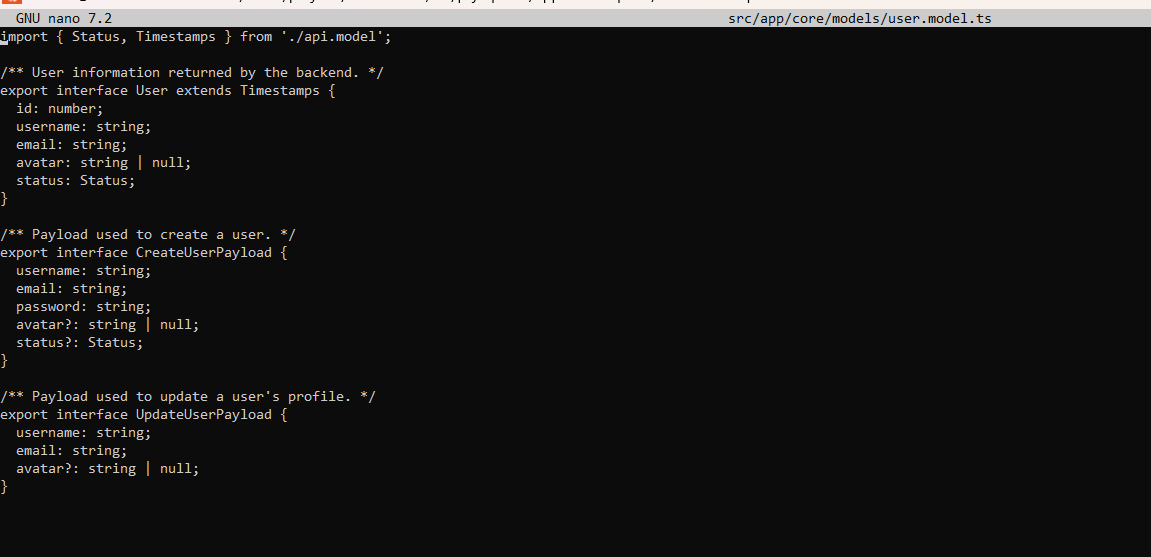 GNU nano 7.2 src/app/core/models/user.model.ts
import { Status, Timestamps } from './api.model';

/** User information returned by the backend. */
export interface User extends Timestamps {
  id: number;
  username: string;
  email: string;
  avatar: string | null;
  status: Status;
}

/** Payload used to create a user. */
export interface CreateUserPayload {
  username: string;
  email: string;
  password: string;
  avatar?: string | null;
  status?: Status;
}

/** Payload used to update a user's profile. */
export interface UpdateUserPayload {
  username: string;
  email: string;
  avatar?: string | null;
}